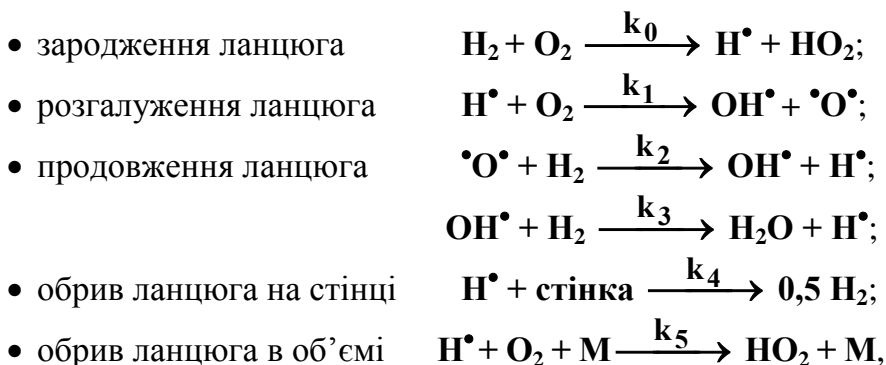 • зародження ланцюга H₂ + O₂ —k₀→ H• + HO₂;
• розгалуження ланцюга H• + O₂ —k₁→ OH• + •O•;
• продовження ланцюга •O• + H₂ —k₂→ OH• + H•;
OH• + H₂ —k₃→ H₂O + H•;
• обрив ланцюга на стінці H• + стінка —k₄→ 0,5 H₂;
• обрив ланцюга в об’ємі H• + O₂ + M —k₅→ HO₂ + M,